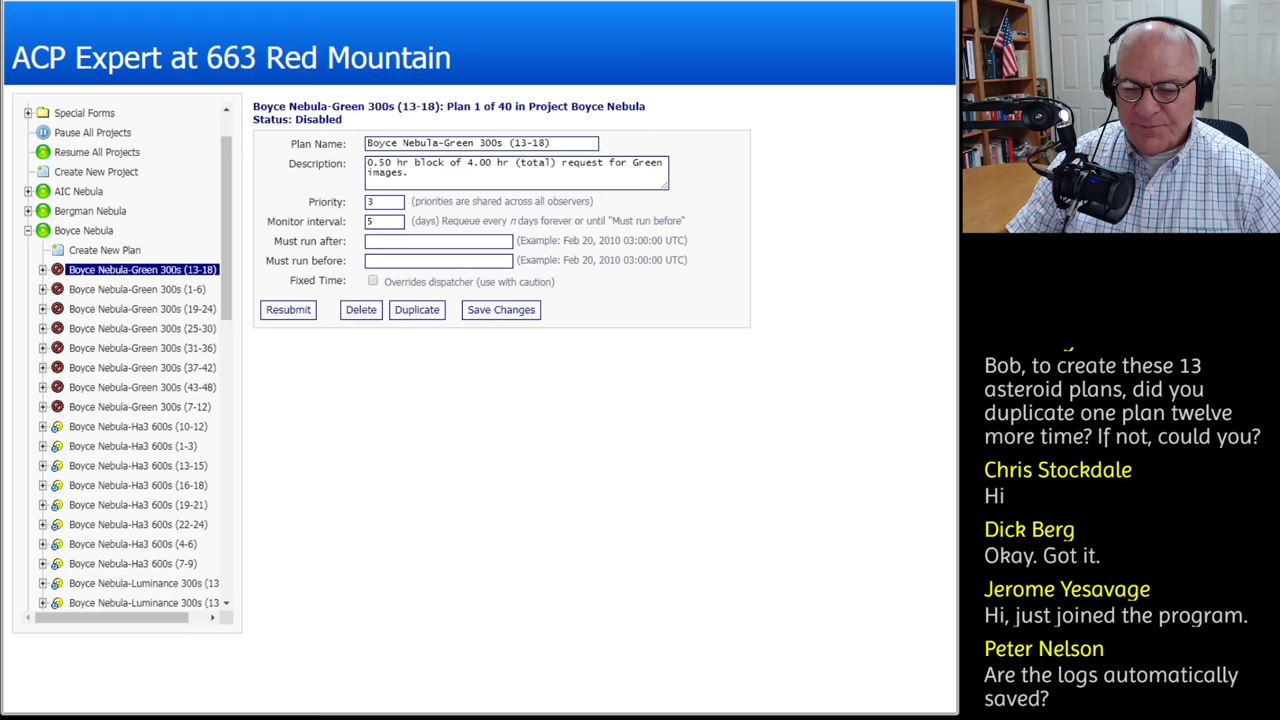 ACP Expert at 663 Red Mountain
Special Forms
Pause All Projects
Resume All Projects
Create New Project
AIC Nebula
Bergman Nebula
Boyce Nebula
Create New Plan
Boyce Nebula-Green 300s (13-18)
Boyce Nebula-Green 300s (1-6)
Boyce Nebula-Green 300s (19-24)
Boyce Nebula-Green 300s (25-30)
Boyce Nebula-Green 300s (31-36)
Boyce Nebula-Green 300s (37-42)
Boyce Nebula-Green 300s (43-48)
Boyce Nebula-Green 300s (7-12)
Boyce Nebula-Ha3 600s (10-12)
Boyce Nebula-Ha3 600s (1-3)
Boyce Nebula-Ha3 600s (13-15)
Boyce Nebula-Ha3 600s (16-18)
Boyce Nebula-Ha3 600s (19-21)
Boyce Nebula-Ha3 600s (22-24)
Boyce Nebula-Ha3 600s (4-6)
Boyce Nebula-Ha3 600s (7-9)
Boyce Nebula-Luminance 300s (13
Boyce Nebula-Luminance 300s (13
Boyce Nebula-Green 300s (13-18): Plan 1 of 40 in Project Boyce Nebula
Status: Disabled
Plan Name: Boyce Nebula-Green 300s (13-18)
Description: 0.50 hr block of 4.00 hr (total) request for Green
images.
Priority: 3 (priorities are shared across all observers)
Monitor interval: 5 (days) Requeue every n days forever or until "Must run before"
Must run after: (Example: Feb 20, 2010 03:00:00 UTC)
Must run before: (Example: Feb 20, 2010 03:00:00 UTC)
Fixed Time: Overrides dispatcher (use with caution)
Resubmit Delete Duplicate Save Changes
Bob, to create these 13
asteroid plans, did you
duplicate one plan twelve
more time? If not, could you?
Chris Stockdale
Hi
Dick Berg
Okay. Got it.
Jerome Yesavage
Hi, just joined the program.
Peter Nelson
Are the logs automatically
saved?